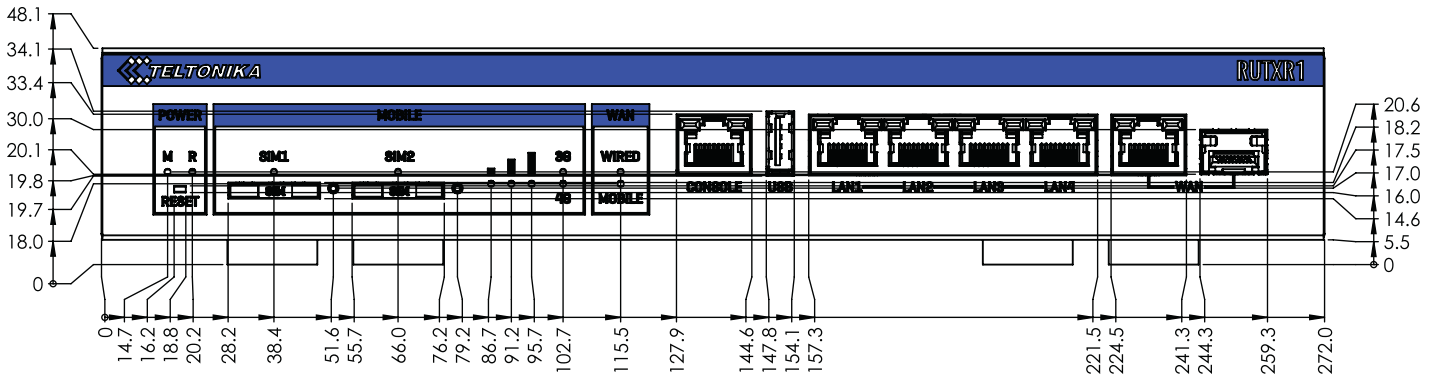 48.1
34.1
33.4
30.0
20.1
19.8
19.7
18.0
0
TELTONIKA RUTXR1
POWER MOBILE WAN
M R SIM1 SIM2 3G WIRED
RESET SIM SIM 4G MOBILE
CONSOLE USB LAN1 LAN2 LAN3 LAN4 WAN
20.6
18.2
17.5
17.0
16.0
14.6
5.5
0
0 14.7 16.2 18.8 20.2 28.2 38.4 51.6 55.7 66.0 76.2 79.2 86.7 91.2 95.7 102.7 115.5 127.9 144.6 147.8 154.1 157.3 221.5 224.5 241.3 244.3 259.3 272.0